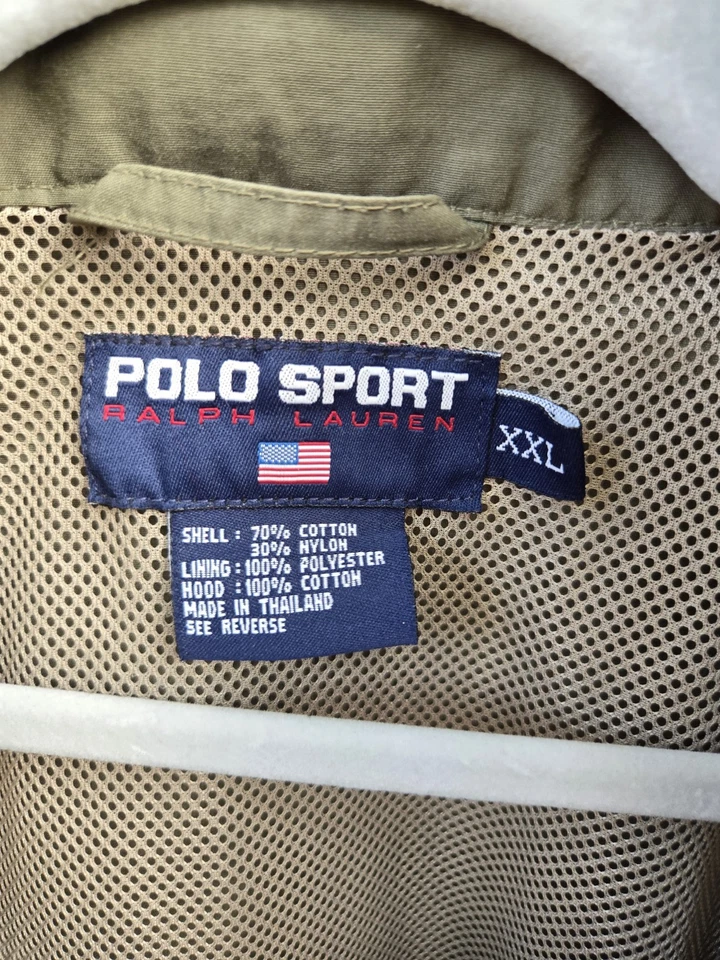 POLO SPORT
RALPH LAUREN
XXL
SHELL : 70% COTTON
30% NYLON
LINING : 100% POLYESTER
HOOD : 100% COTTON
MADE IN THAILAND
SEE REVERSE